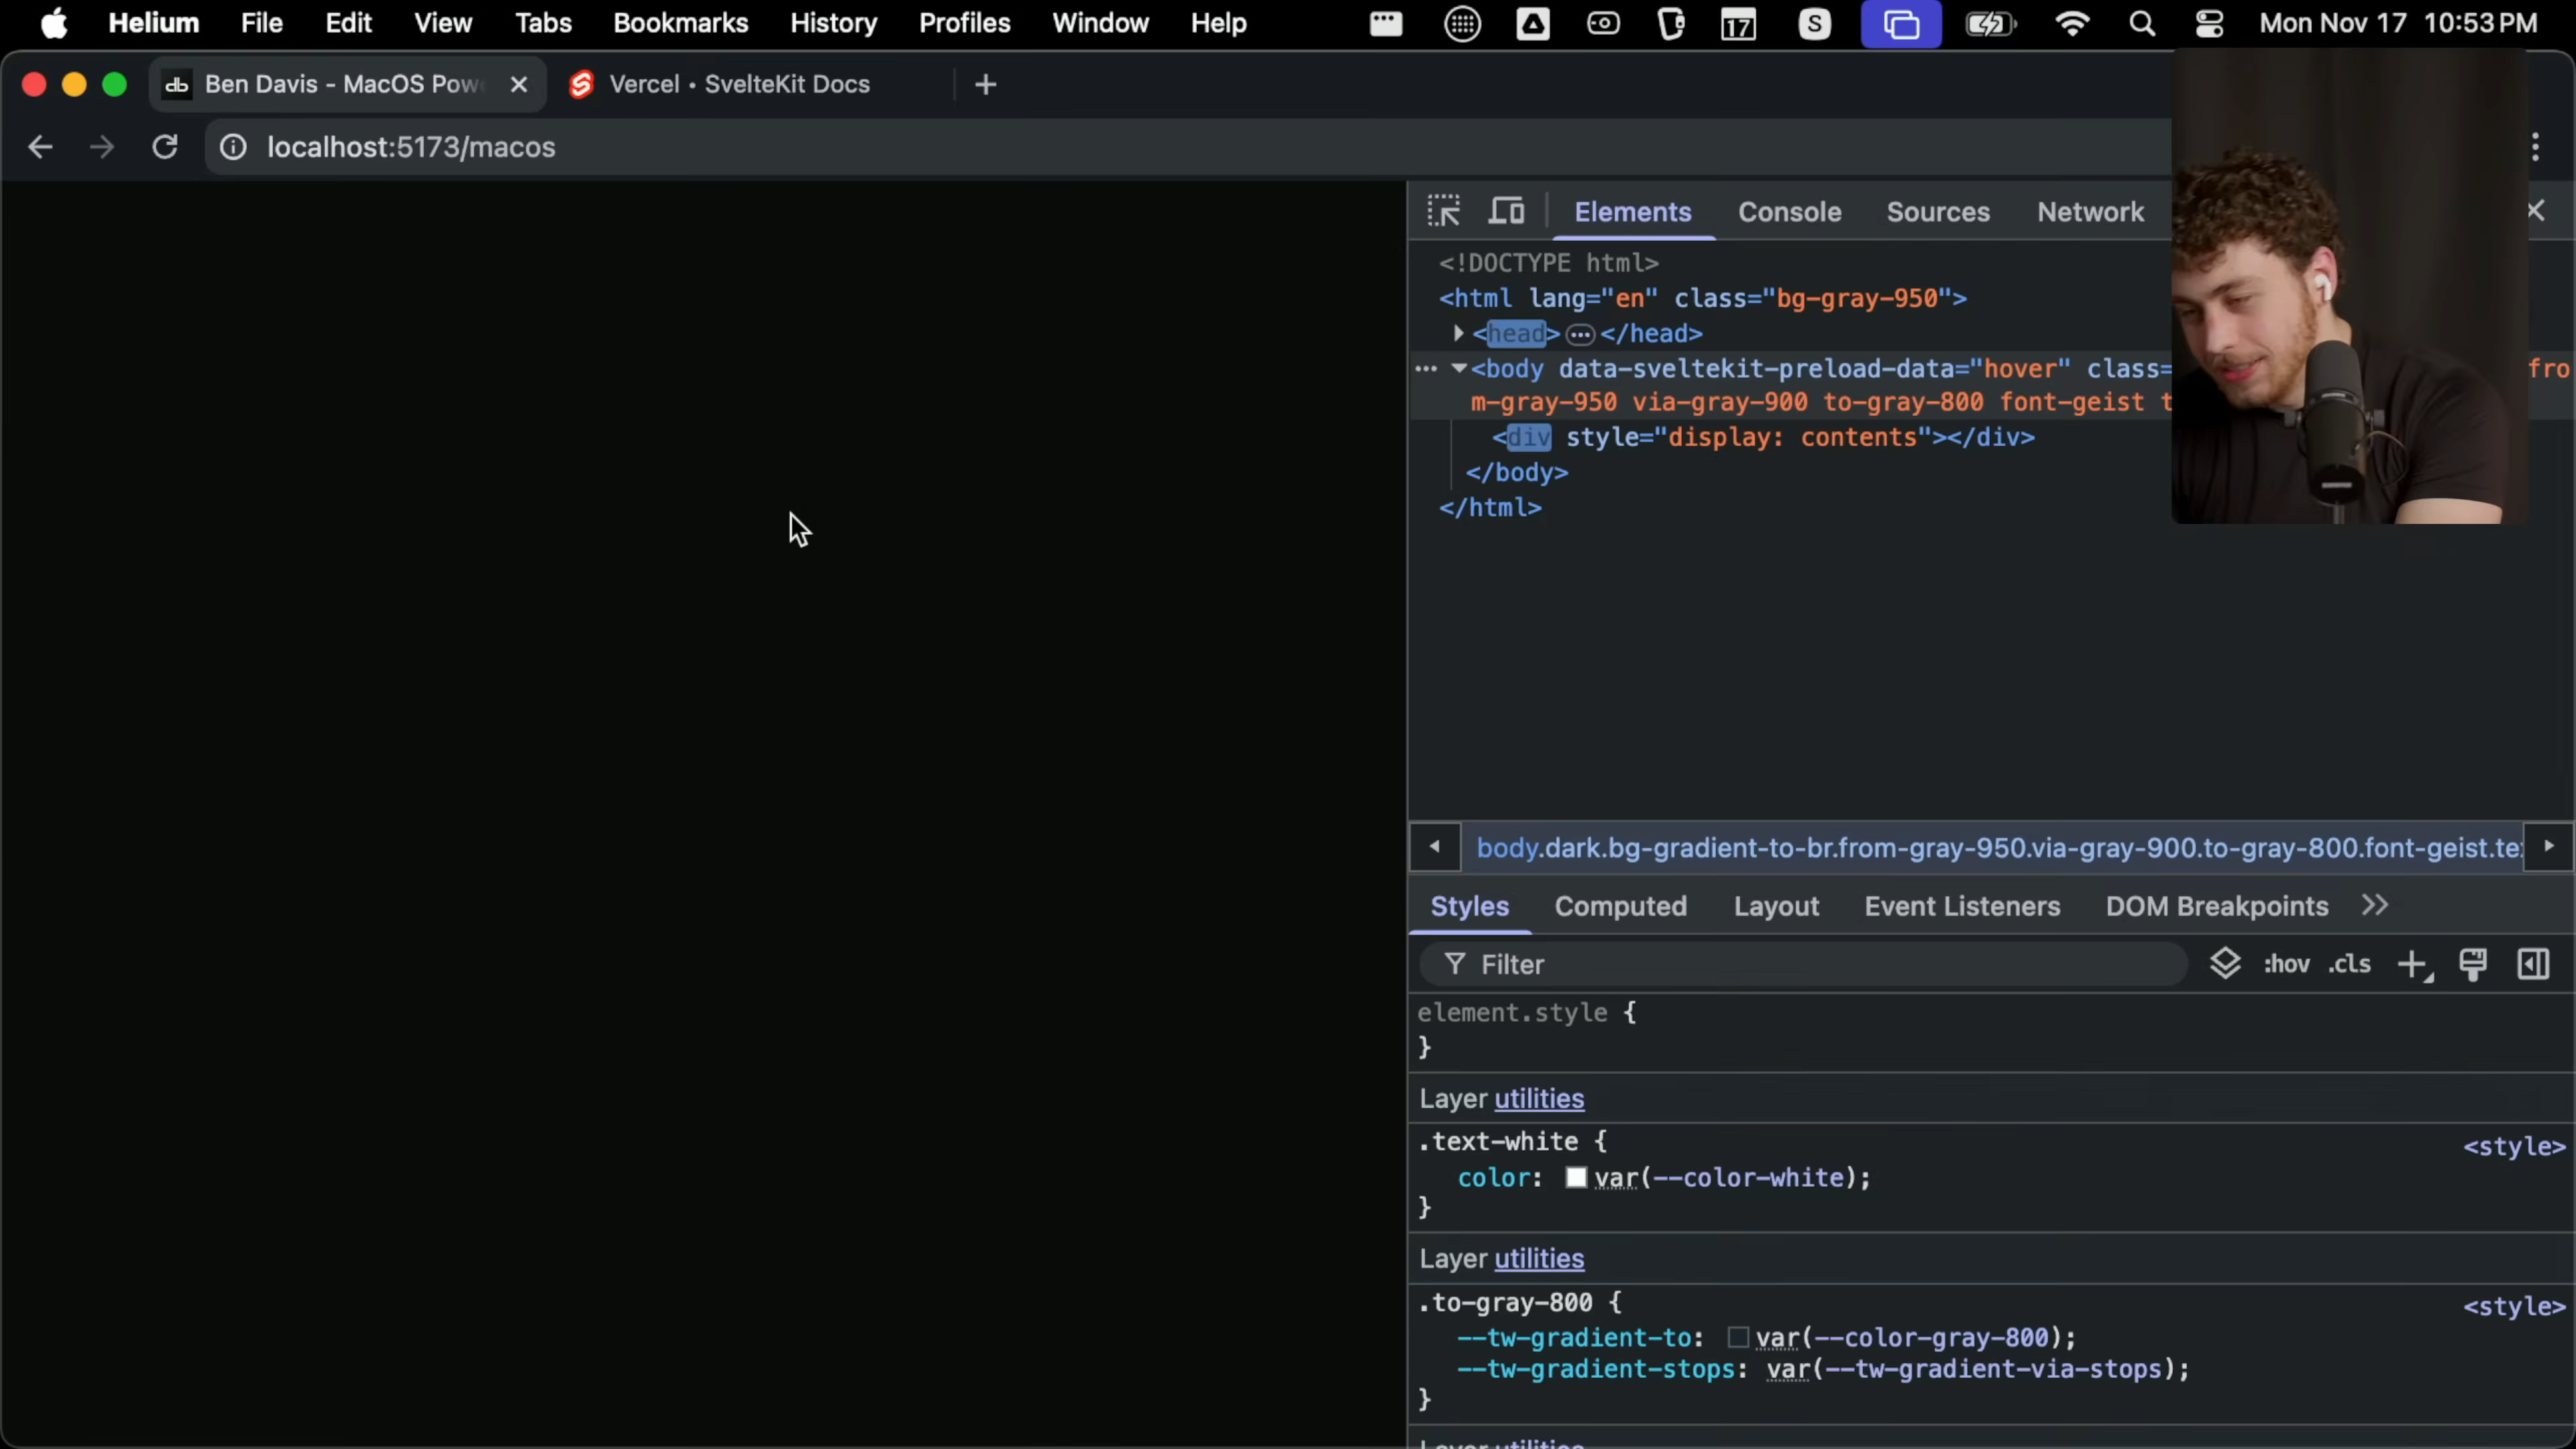 Helium File Edit View Tabs Bookmarks History Profiles Window Help 17 S Mon Nov 17 10:53 PM
db Ben Davis - MacOS Pow Vercel • SvelteKit Docs
localhost:5173/macos
Elements Console Sources Network
<!DOCTYPE html>
<html lang="en" class="bg-gray-950">
<head> ••• </head>
••• <body data-sveltekit-preload-data="hover" class= fro
m-gray-950 via-gray-900 to-gray-800 font-geist t
<div style="display: contents"></div>
</body>
</html>
body.dark.bg-gradient-to-br.from-gray-950.via-gray-900.to-gray-800.font-geist.te
Styles Computed Layout Event Listeners DOM Breakpoints
Filter :hov .cls
element.style {
}
Layer utilities
.text-white { <style>
color: var(--color-white);
}
Layer utilities
.to-gray-800 { <style>
--tw-gradient-to: var(--color-gray-800);
--tw-gradient-stops: var(--tw-gradient-via-stops);
}
Layer utilities